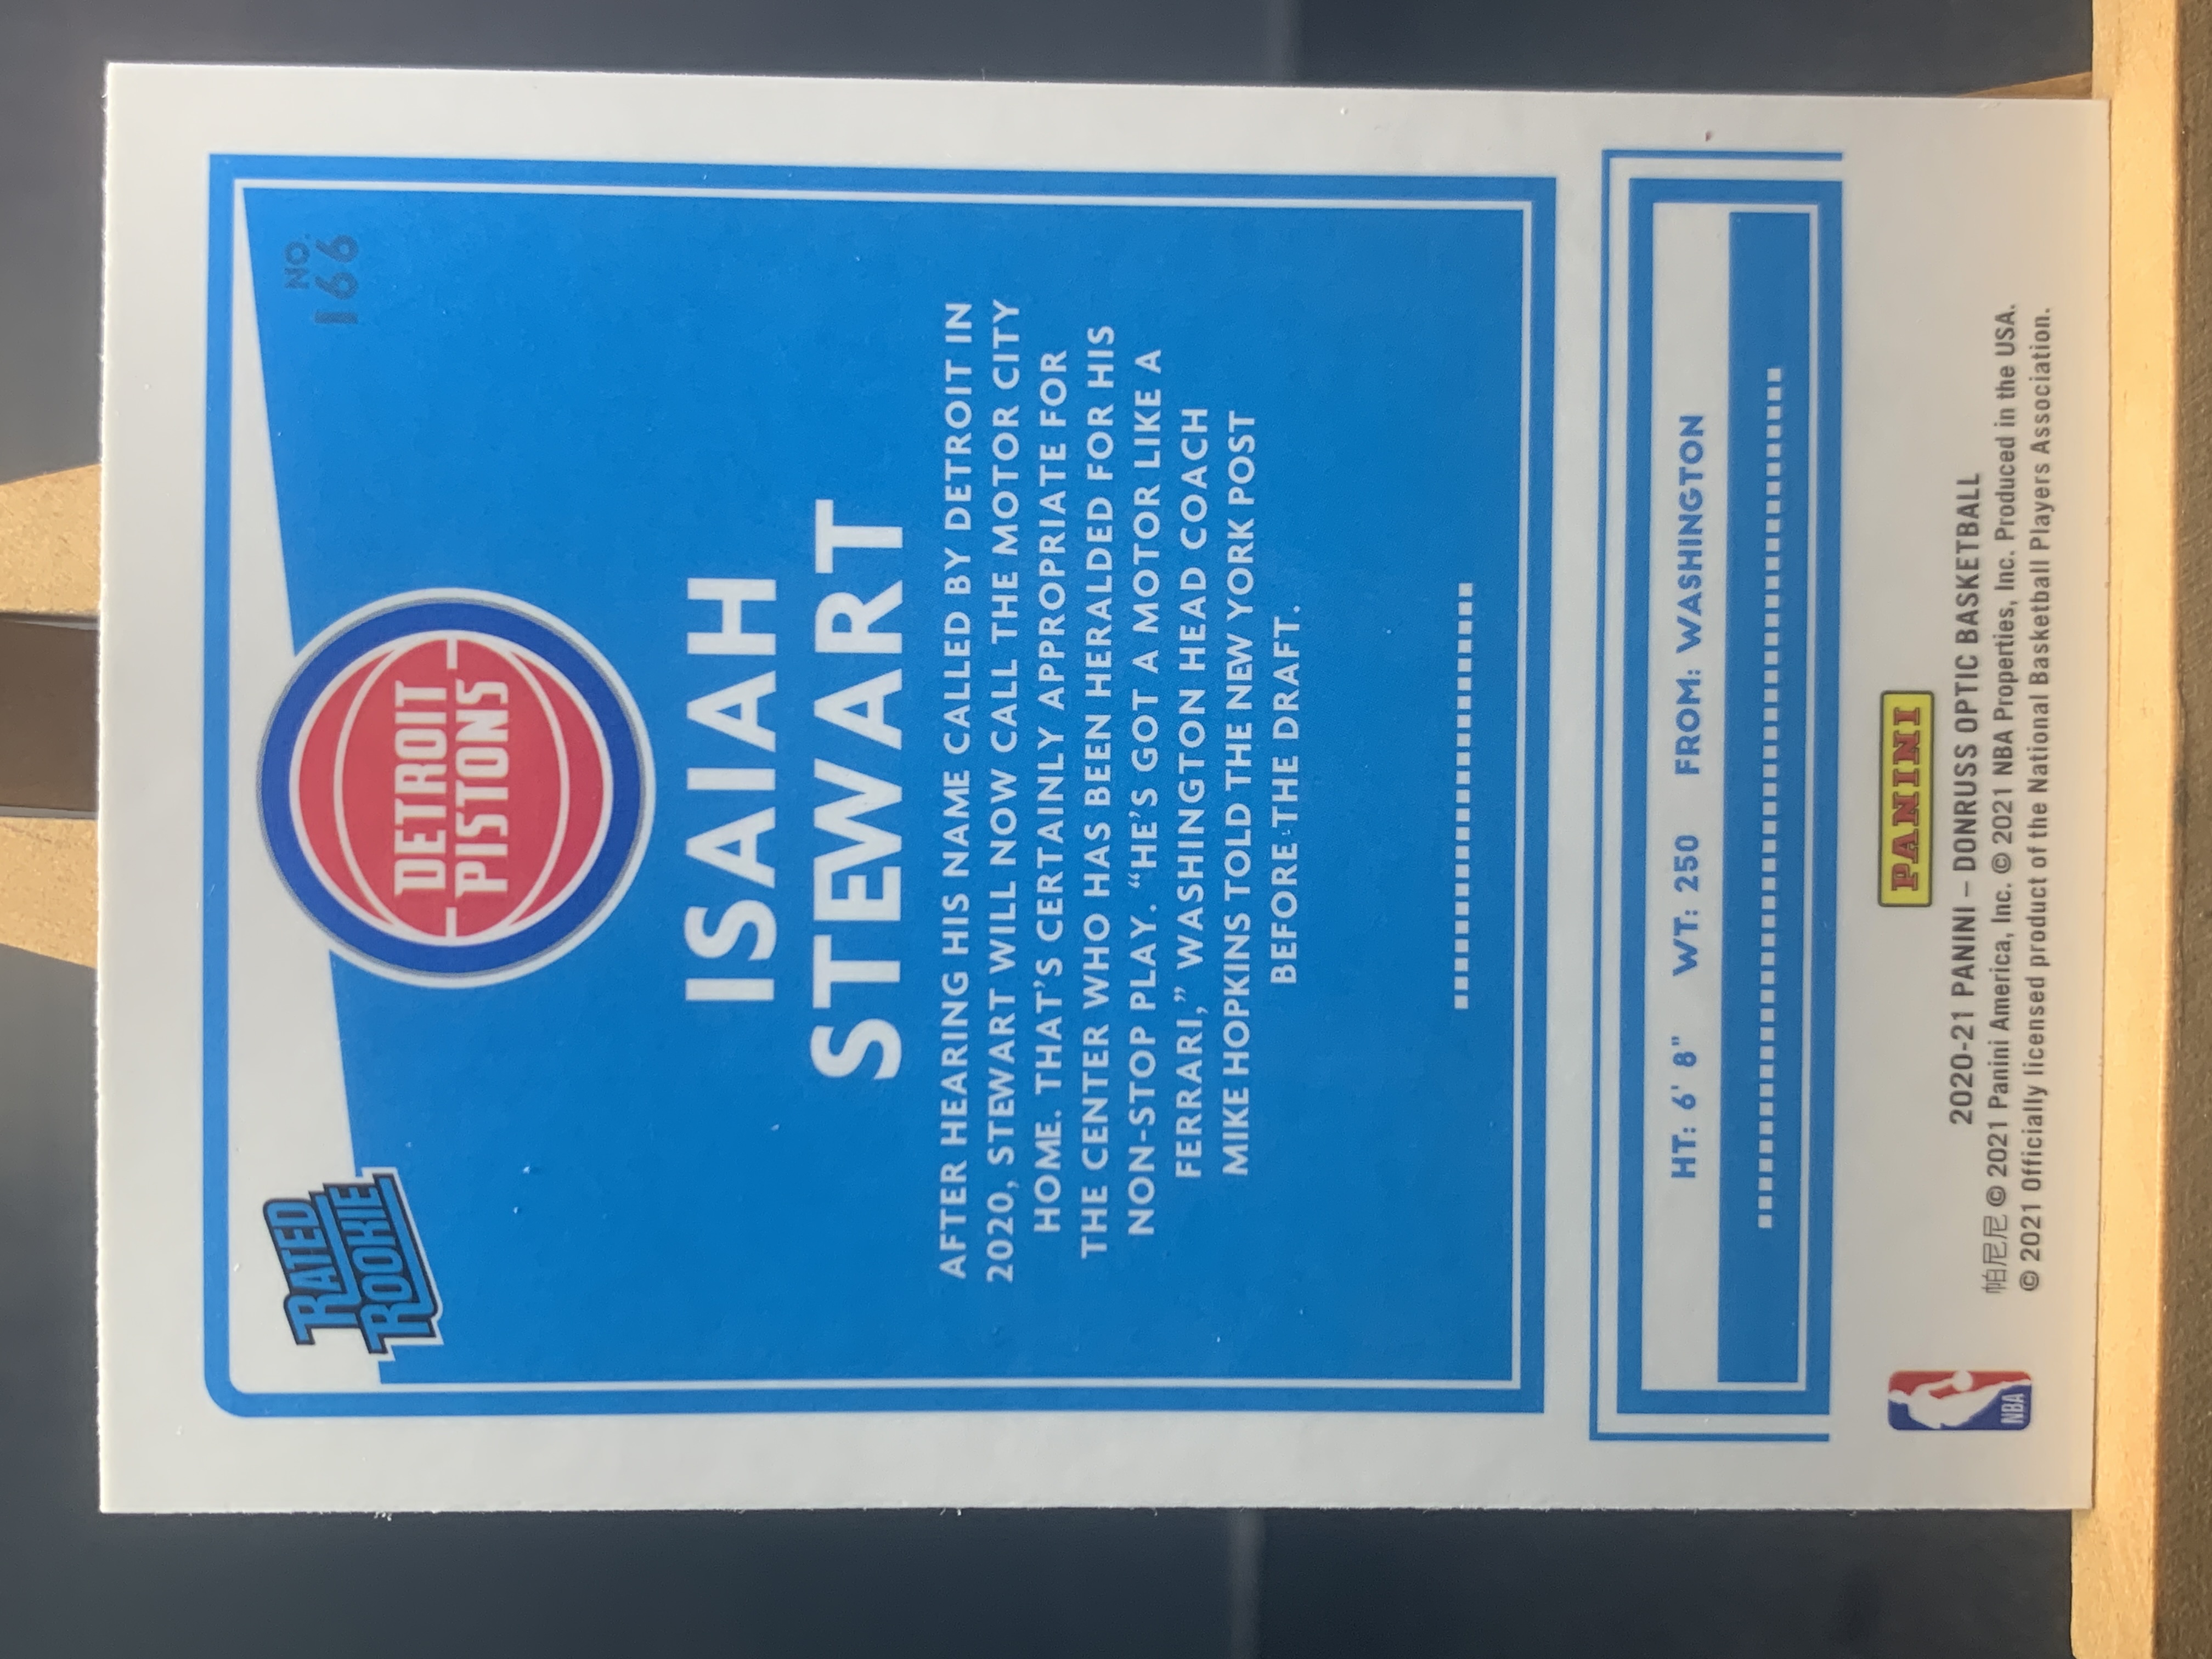 RATED
ROOKIE
NO.
166
DETROIT
PISTONS
ISAIAH
STEWART
AFTER HEARING HIS NAME CALLED BY DETROIT IN
2020, STEWART WILL NOW CALL THE MOTOR CITY
HOME. THAT'S CERTAINLY APPROPRIATE FOR
THE CENTER WHO HAS BEEN HERALDED FOR HIS
NON-STOP PLAY. “HE'S GOT A MOTOR LIKE A
FERRARI,” WASHINGTON HEAD COACH
MIKE HOPKINS TOLD THE NEW YORK POST
BEFORE THE DRAFT.
HT: 6' 8" WT: 250 FROM: WASHINGTON
PANINI
2020-21 PANINI – DONRUSS OPTIC BASKETBALL
帕尼尼 © 2021 Panini America, Inc. © 2021 NBA Properties, Inc. Produced in the USA.
© 2021 Officially licensed product of the National Basketball Players Association.
NBA